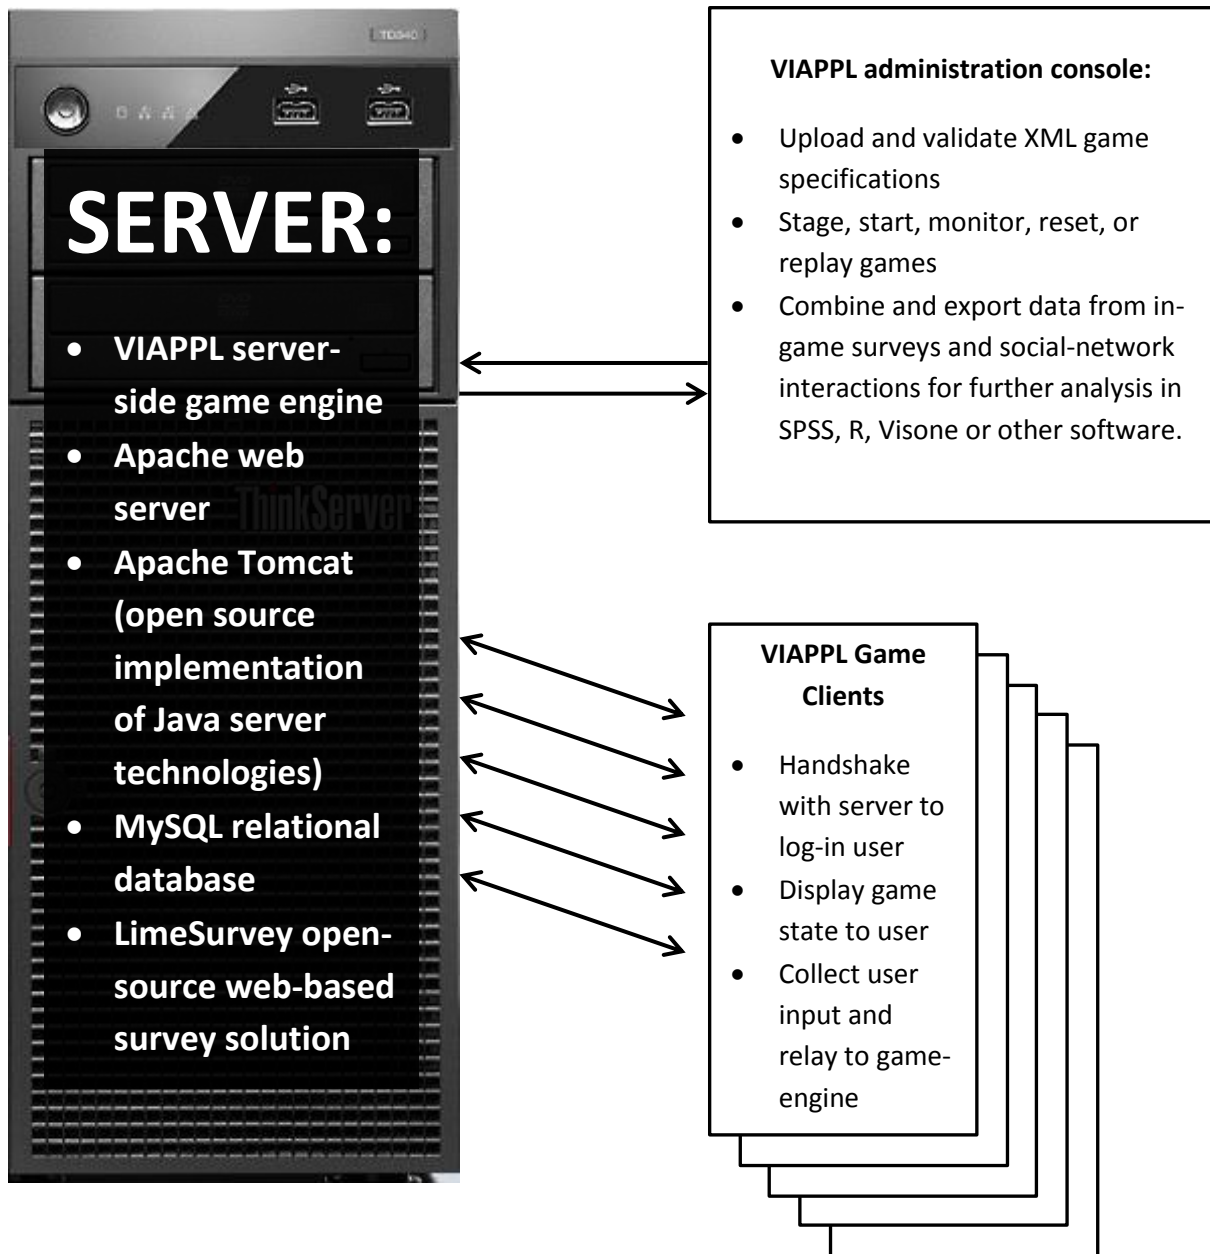 TD340
SERVER:
• VIAPPL server-
side game engine
• Apache web
server
ThinkServer
• Apache Tomcat
(open source
implementation
of Java server
technologies)
• MySQL relational
database
• LimeSurvey open-
source web-based
survey solution
VIAPPL administration console:
• Upload and validate XML game
specifications
• Stage, start, monitor, reset, or
replay games
• Combine and export data from in-
game surveys and social-network
interactions for further analysis in
SPSS, R, Visone or other software.
VIAPPL Game
Clients
• Handshake
with server to
log-in user
• Display game
state to user
• Collect user
input and
relay to game-
engine